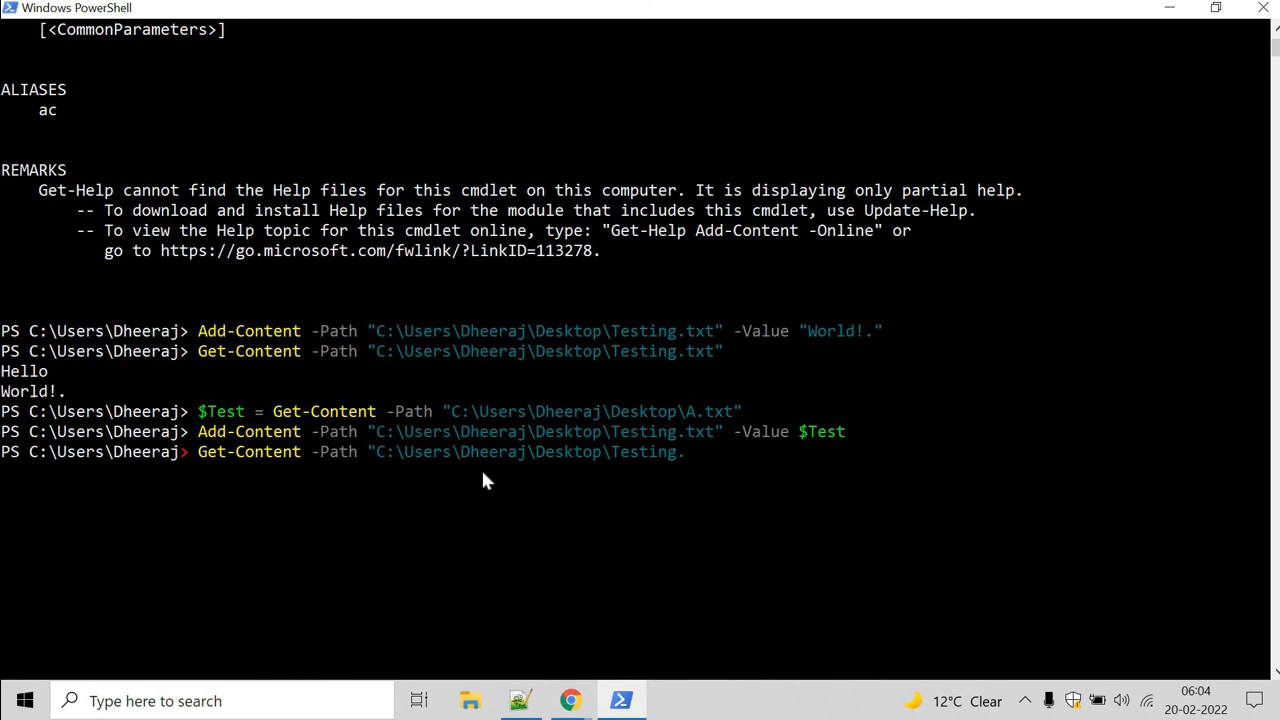 Windows PowerShell
[<CommonParameters>]
ALIASES
ac
REMARKS
Get-Help cannot find the Help files for this cmdlet on this computer. It is displaying only partial help.
-- To download and install Help files for the module that includes this cmdlet, use Update-Help.
-- To view the Help topic for this cmdlet online, type: "Get-Help Add-Content -Online" or
go to https://go.microsoft.com/fwlink/?LinkID=113278.
PS C:\Users\Dheeraj> Add-Content -Path "C:\Users\Dheeraj\Desktop\Testing.txt" -Value "World!."
PS C:\Users\Dheeraj> Get-Content -Path "C:\Users\Dheeraj\Desktop\Testing.txt"
Hello
World!.
PS C:\Users\Dheeraj> $Test = Get-Content -Path "C:\Users\Dheeraj\Desktop\A.txt"
PS C:\Users\Dheeraj> Add-Content -Path "C:\Users\Dheeraj\Desktop\Testing.txt" -Value $Test
PS C:\Users\Dheeraj> Get-Content -Path "C:\Users\Dheeraj\Desktop\Testing.
Type here to search
12°C Clear
06:04
20-02-2022